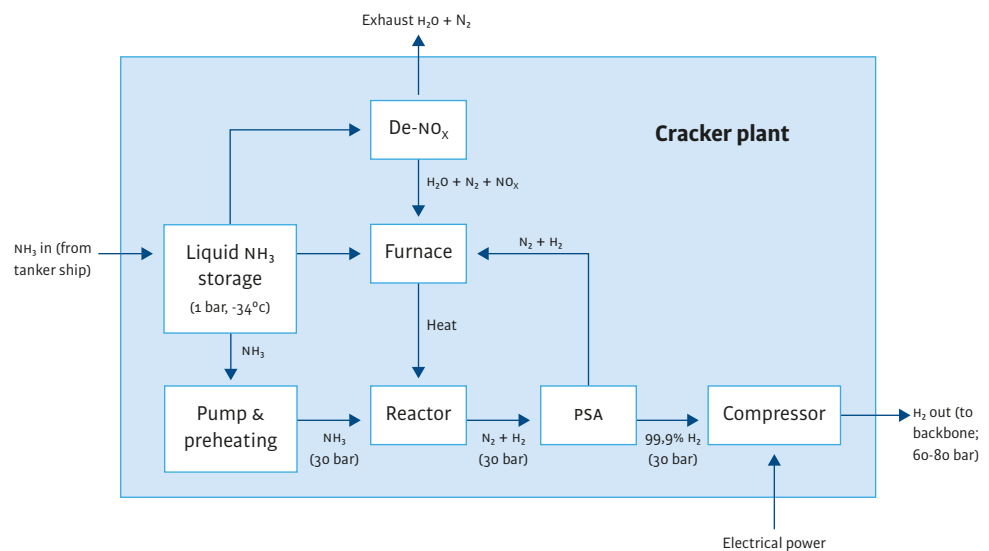 Exhaust H₂O + N₂
De-NOₓ
Cracker plant
H₂O + N₂ + NOₓ
NH₃ in (from
tanker ship)
Liquid NH₃
storage
(1 bar, -34°C)
Furnace
N₂ + H₂
Heat
NH₃
Pump &
preheating
NH₃
(30 bar)
Reactor
N₂ + H₂
(30 bar)
PSA
99,9% H₂
(30 bar)
Compressor
H₂ out (to
backbone;
60-80 bar)
Electrical power